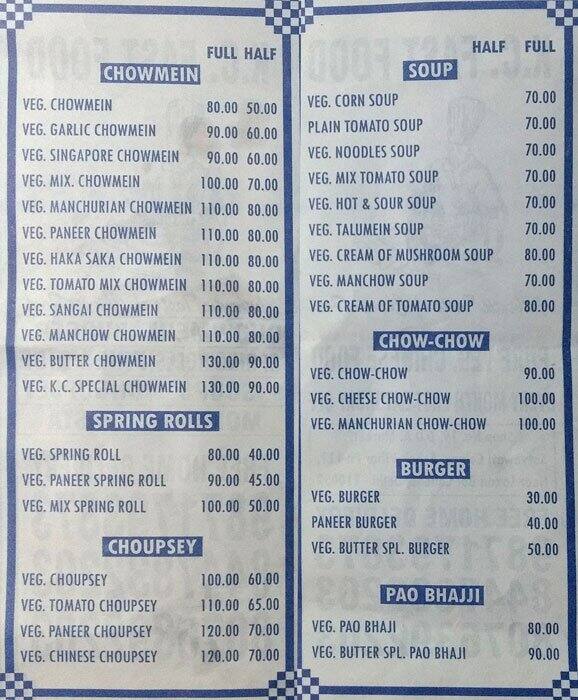 FULL HALF
CHOWMEIN
VEG. CHOWMEIN 80.00 50.00
VEG. GARLIC CHOWMEIN 90.00 60.00
VEG. SINGAPORE CHOWMEIN 90.00 60.00
VEG. MIX. CHOWMEIN 100.00 70.00
VEG. MANCHURIAN CHOWMEIN 110.00 80.00
VEG. PANEER CHOWMEIN 110.00 80.00
VEG. HAKA SAKA CHOWMEIN 110.00 80.00
VEG. TOMATO MIX CHOWMEIN 110.00 80.00
VEG. SANGAI CHOWMEIN 110.00 80.00
VEG. MANCHOW CHOWMEIN 110.00 80.00
VEG. BUTTER CHOWMEIN 130.00 90.00
VEG. K.C. SPECIAL CHOWMEIN 130.00 90.00
SPRING ROLLS
VEG. SPRING ROLL 80.00 40.00
VEG. PANEER SPRING ROLL 90.00 45.00
VEG. MIX SPRING ROLL 100.00 50.00
CHOUPSEY
VEG. CHOUPSEY 100.00 60.00
VEG. TOMATO CHOUPSEY 110.00 65.00
VEG. PANEER CHOUPSEY 120.00 70.00
VEG. CHINESE CHOUPSEY 120.00 70.00
HALF FULL
SOUP
VEG. CORN SOUP 70.00
PLAIN TOMATO SOUP 70.00
VEG. NOODLES SOUP 70.00
VEG. MIX TOMATO SOUP 70.00
VEG. HOT & SOUR SOUP 70.00
VEG. TALUMEIN SOUP 70.00
VEG. CREAM OF MUSHROOM SOUP 80.00
VEG. MANCHOW SOUP 70.00
VEG. CREAM OF TOMATO SOUP 80.00
CHOW-CHOW
VEG. CHOW-CHOW 90.00
VEG. CHEESE CHOW-CHOW 100.00
VEG. MANCHURIAN CHOW-CHOW 100.00
BURGER
VEG. BURGER 30.00
PANEER BURGER 40.00
VEG. BUTTER SPL. BURGER 50.00
PAO BHAJJI
VEG. PAO BHAJI 80.00
VEG. BUTTER SPL. PAO BHAJI 90.00